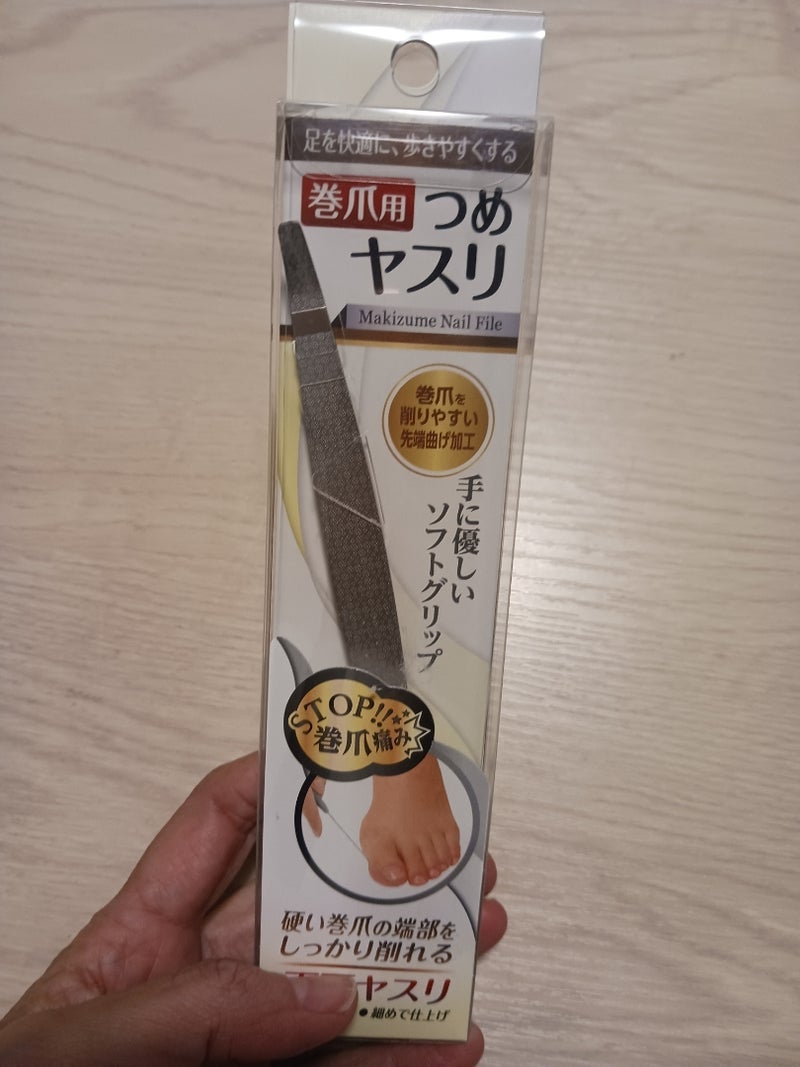 足を快適に、歩きやすくする
巻爪用 つめ
ヤスリ
Makizume Nail File
巻爪を
削りやすい
先端曲げ加工
手に優しい
ソフトグリップ
STOP!!
巻爪痛み
硬い巻爪の端部を
しっかり削れる
ヤスリ
●細めで仕上げ